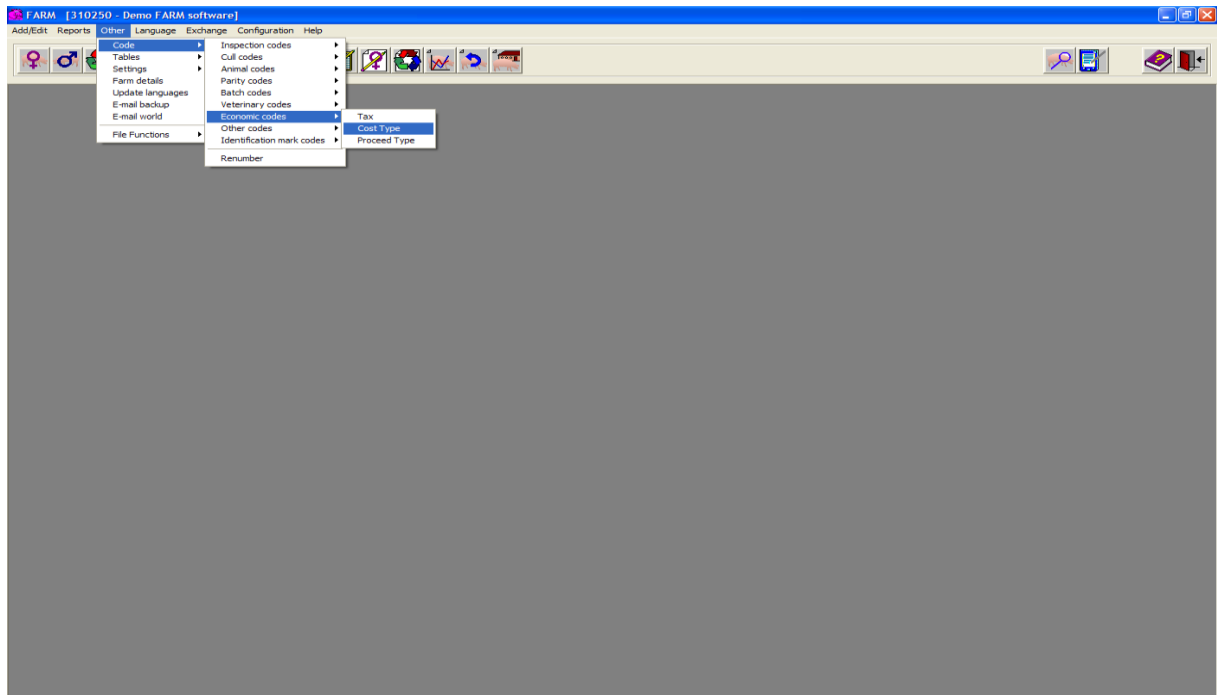 FARM [310250 - Demo FARM software]
Add/Edit Reports Other Language Exchange Configuration Help
Code
Tables
Settings
Farm details
Update languages
E-mail backup
E-mail world
File Functions
Inspection codes
Cull codes
Animal codes
Parity codes
Batch codes
Veterinary codes
Economic codes
Other codes
Identification mark codes
Renumber
Tax
Cost Type
Proceed Type